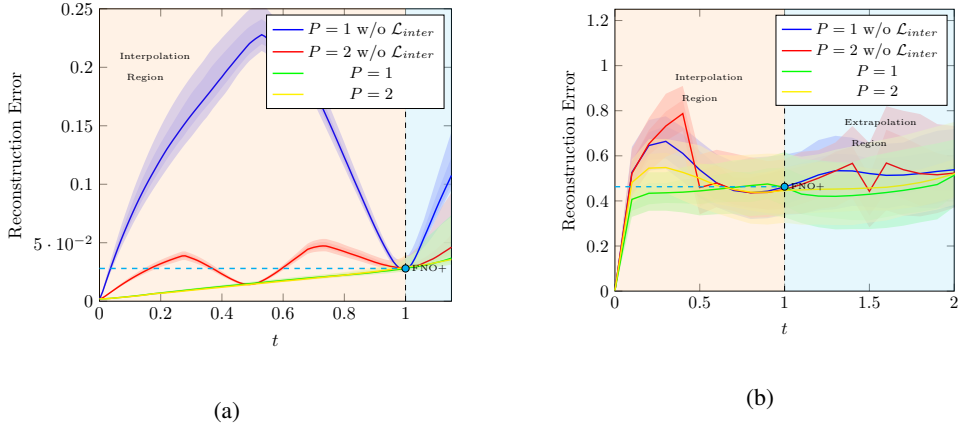 0.25
0.2
0.15
0.1
5 · 10⁻²
0
Reconstruction Error
Interpolation
Region
P = 1 w/o ℒ_inter
P = 2 w/o ℒ_inter
P = 1
P = 2
FNO+
0 0.2 0.4 0.6 0.8 1
t
(a)
1.2
1
0.8
0.6
0.4
0.2
0
Reconstruction Error
Interpolation
Region
P = 1 w/o ℒ_inter
P = 2 w/o ℒ_inter
P = 1
P = 2
Extrapolation
Region
FNO+
0 0.5 1 1.5 2
t
(b)